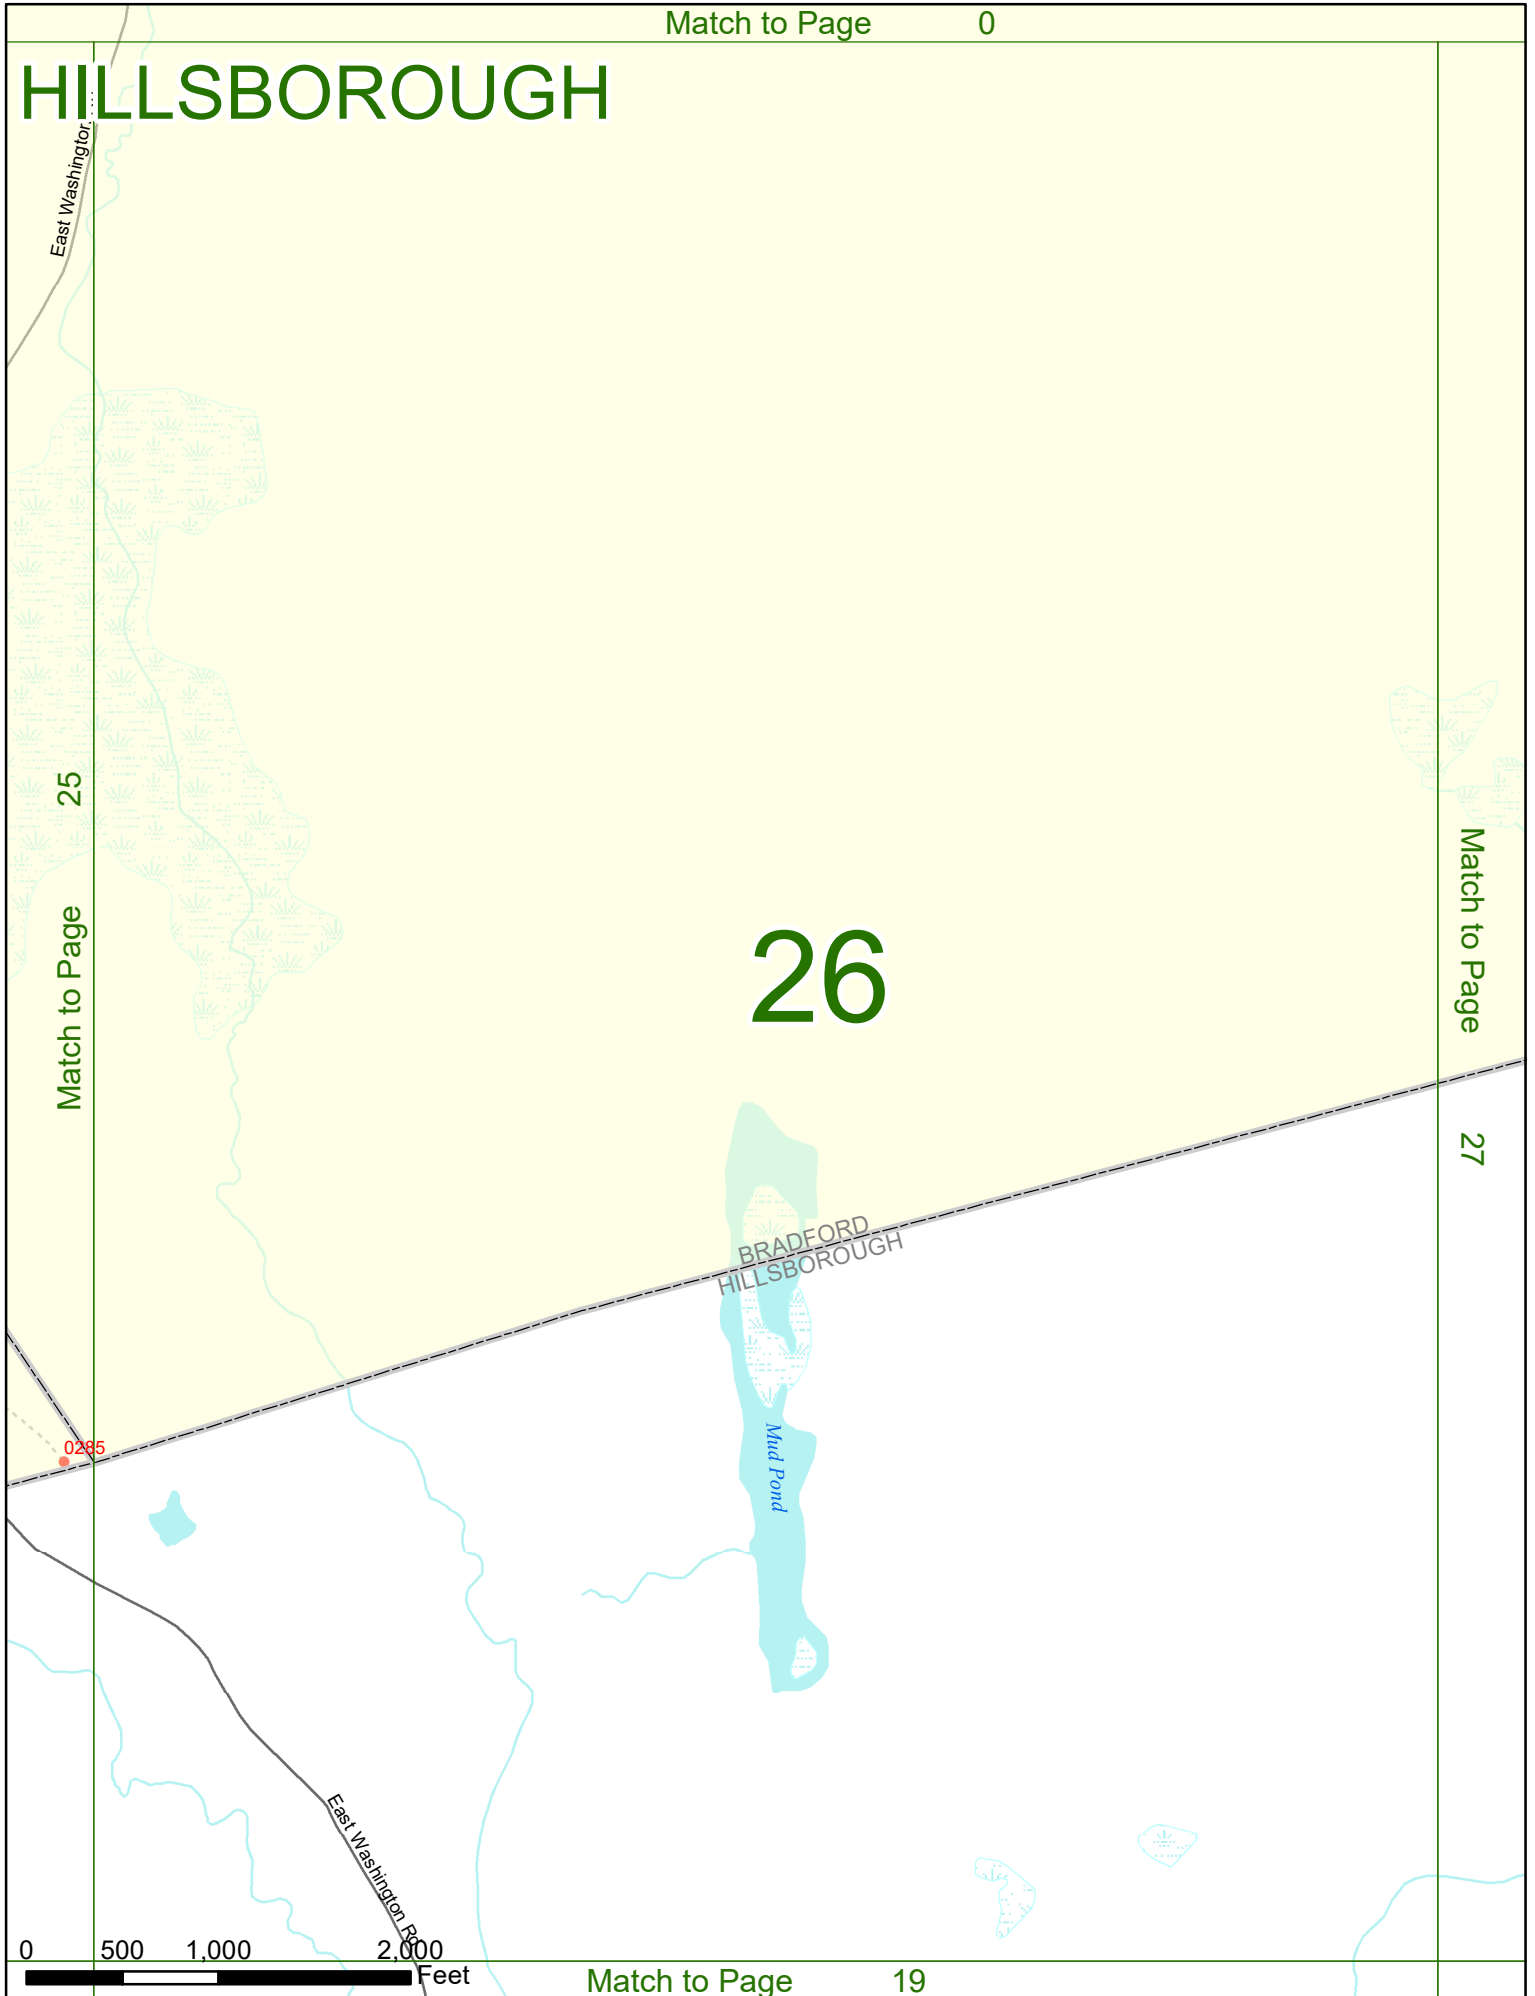 Match to Page 0
HILLSBOROUGH
East Washington
25
Match to Page
26
Match to Page
27
BRADFORD
HILLSBOROUGH
0285
Mud Pond
East Washington Rd
0 500 1,000 2,000
Feet
Match to Page 19